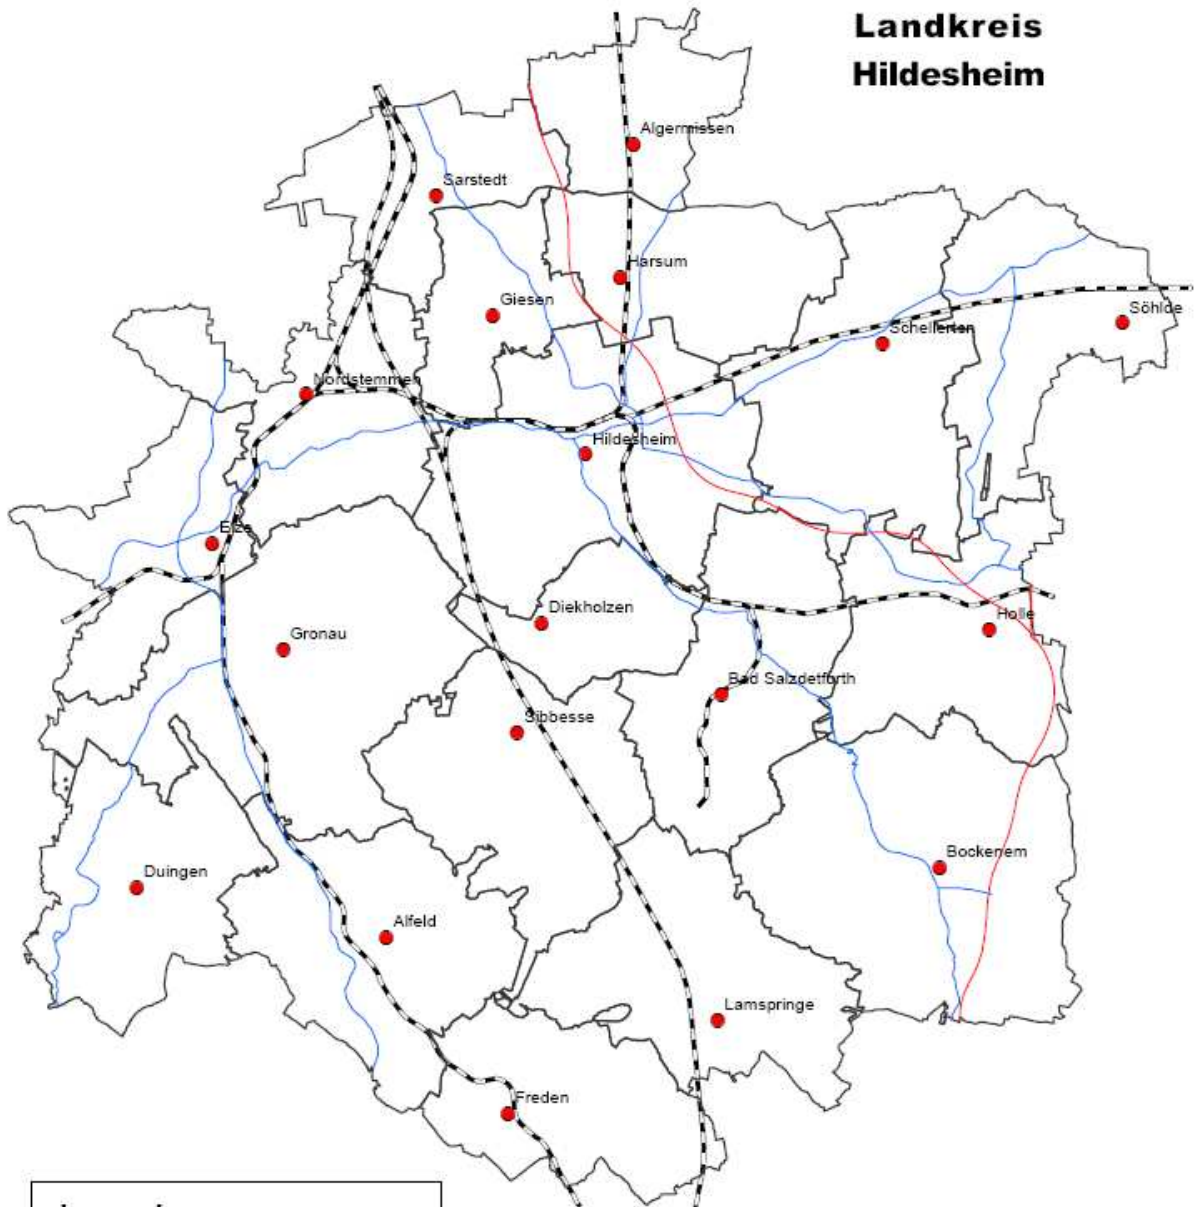 Landkreis
Hildesheim
Algermissen
Sarstedt
Harsum
Giesen
Söhlde
Schellerten
Nordstemmen
Hildesheim
Elze
Diekholzen
Holle
Gronau
Bad Salzdetfurth
Sibbesse
Bockenem
Duingen
Alfeld
Lamspringe
Freden